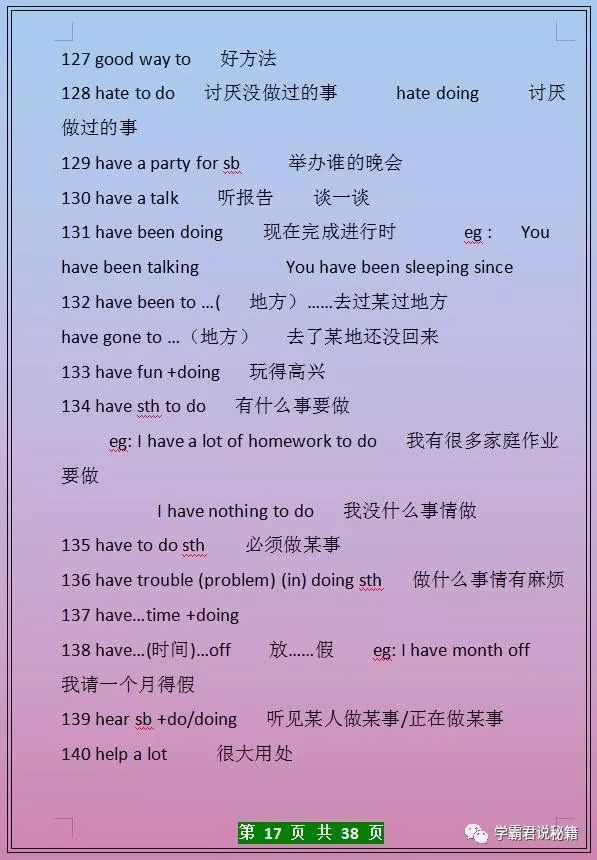 127 good way to 好方法
128 hate to do 讨厌没做过的事 hate doing 讨厌
做过的事
129 have a party for sb 举办谁的晚会
130 have a talk 听报告 谈一谈
131 have been doing 现在完成进行时 eg : You
have been talking You have been sleeping since
132 have been to …( 地方）……去过某过地方
have gone to …（地方） 去了某地还没回来
133 have fun +doing 玩得高兴
134 have sth to do 有什么事要做
eg: I have a lot of homework to do 我有很多家庭作业
要做
I have nothing to do 我没什么事情做
135 have to do sth 必须做某事
136 have trouble (problem) (in) doing sth 做什么事情有麻烦
137 have…time +doing
138 have…(时间)…off 放……假 eg: I have month off
我请一个月得假
139 hear sb +do/doing 听见某人做某事/正在做某事
140 help a lot 很大用处
第 17 页 共 38 页
学霸君说秘籍